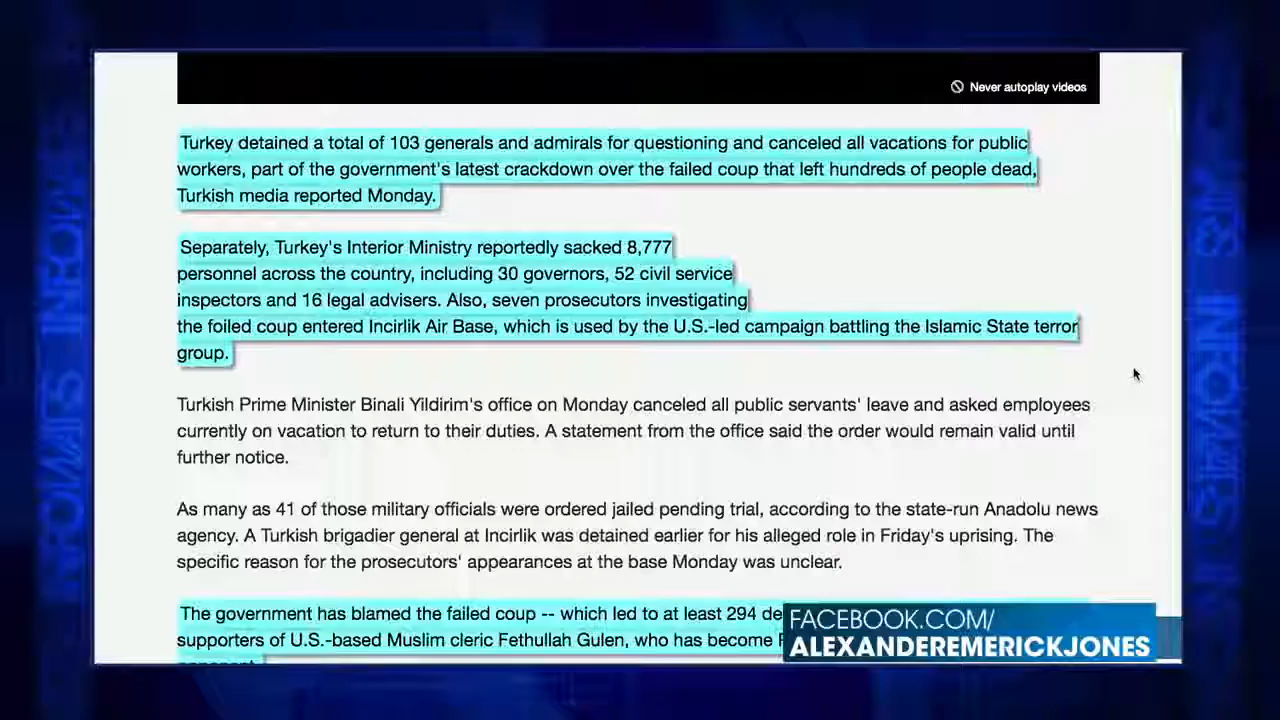 Never autoplay videos
Turkey detained a total of 103 generals and admirals for questioning and canceled all vacations for public
workers, part of the government's latest crackdown over the failed coup that left hundreds of people dead,
Turkish media reported Monday.
Separately, Turkey's Interior Ministry reportedly sacked 8,777
personnel across the country, including 30 governors, 52 civil service
inspectors and 16 legal advisers. Also, seven prosecutors investigating
the foiled coup entered Incirlik Air Base, which is used by the U.S.-led campaign battling the Islamic State terror
group.
Turkish Prime Minister Binali Yildirim's office on Monday canceled all public servants' leave and asked employees
currently on vacation to return to their duties. A statement from the office said the order would remain valid until
further notice.
As many as 41 of those military officials were ordered jailed pending trial, according to the state-run Anadolu news
agency. A Turkish brigadier general at Incirlik was detained earlier for his alleged role in Friday's uprising. The
specific reason for the prosecutors' appearances at the base Monday was unclear.
The government has blamed the failed coup -- which led to at least 294 de
supporters of U.S.-based Muslim cleric Fethullah Gulen, who has become
FACEBOOK.COM/
ALEXANDEREMERICKJONES